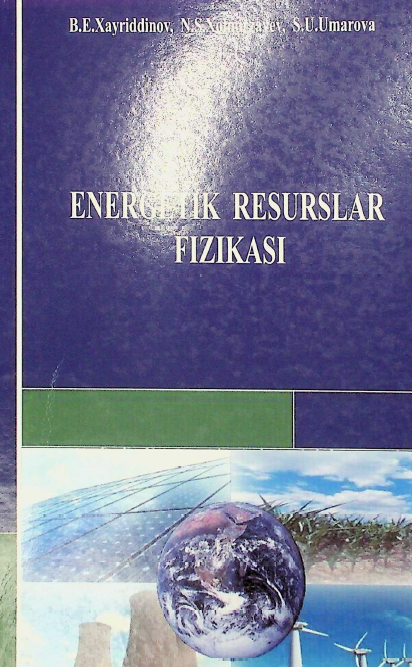 B.E.Xayriddinov, N.S. S.U.Umarova
ENERGETIK RESURSLAR
FIZIKASI